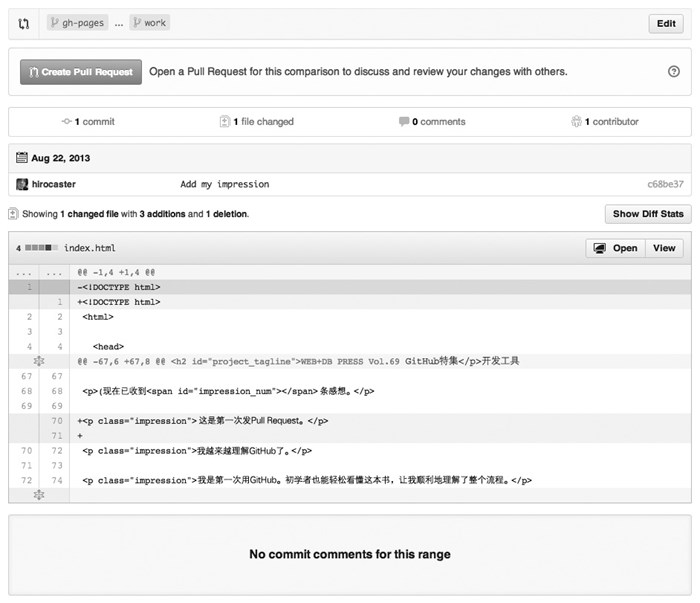 gh-pages ... work Edit
Create Pull Request Open a Pull Request for this comparison to discuss and review your changes with others. ?
1 commit 1 file changed 0 comments 1 contributor
Aug 22, 2013
hirocaster Add my impression c68be37
Showing 1 changed file with 3 additions and 1 deletion. Show Diff Stats
4 index.html Open View
... ... @@ -1,4 +1,4 @@
1 -<!DOCTYPE html>
1 +<!DOCTYPE html>
2 2 <html>
3 3
4 4 <head>
@@ -67,6 +67,8 @@ <h2 id="project_tagline">WEB+DB PRESS Vol.69 GitHub特集</p>开发工具
67 67
68 68 <p>(现在已收到<span id="impression_num"></span>条感想。</p>
69 69
70 +<p class="impression">这是第一次发Pull Request。</p>
71 +
70 72 <p class="impression">我越来越理解GitHub了。</p>
71 73
72 74 <p class="impression">我是第一次用GitHub。初学者也能轻松看懂这本书，让我顺利地理解了整个流程。</p>
No commit comments for this range